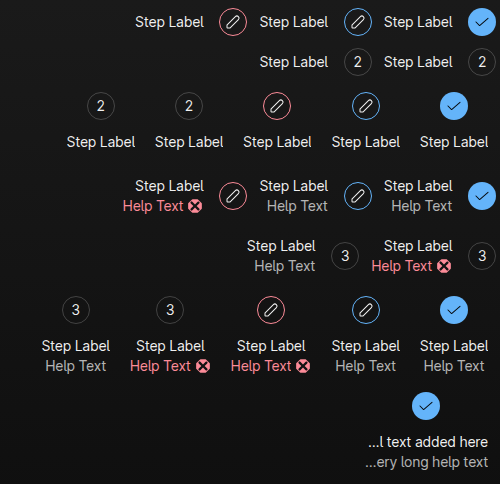 Step Label Step Label Step Label
Step Label 2 Step Label 2
2 2
Step Label Step Label Step Label Step Label Step Label
Step Label Step Label Step Label
Help Text Help Text Help Text
Step Label 3 Step Label 3
Help Text Help Text
3 3
Step Label Step Label Step Label Step Label Step Label
Help Text Help Text Help Text Help Text Help Text
...l text added here
...ery long help text